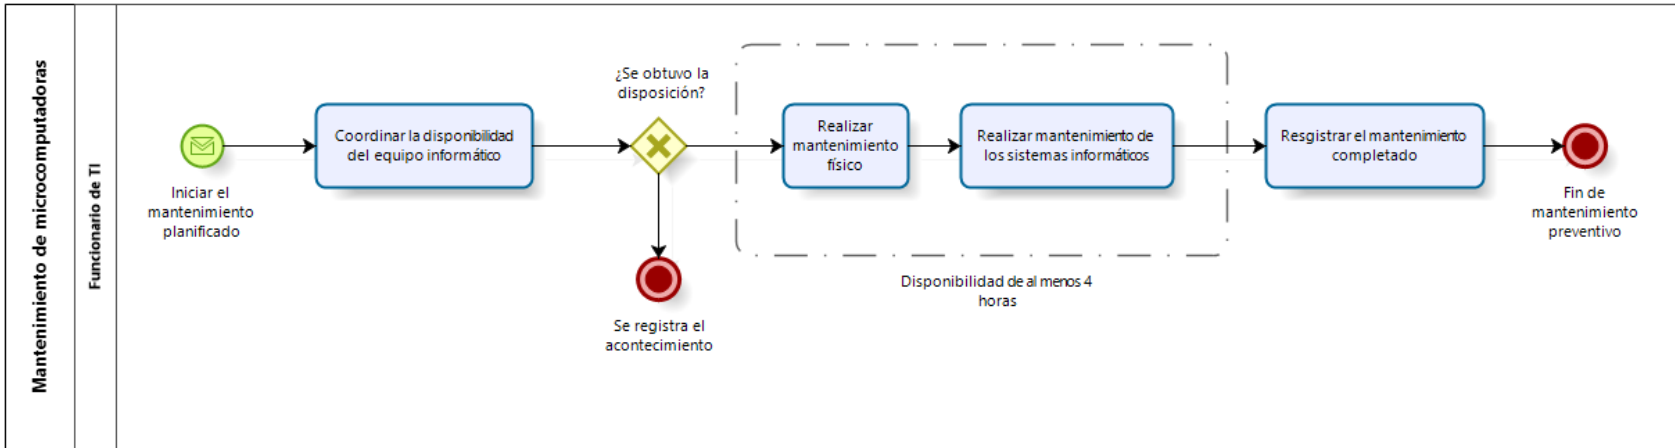 Mantenimiento de microcomputadoras
Funcionario de TI
Iniciar el
mantenimiento
planificado
Coordinar la disponibilidad
del equipo informático
¿Se obtuvo la
disposición?
Se registra el
acontecimiento
Realizar
mantenimiento
físico
Realizar mantenimiento de
los sistemas informáticos
Disponibilidad de al menos 4
horas
Resgistrar el mantenimiento
completado
Fin de
mantenimiento
preventivo